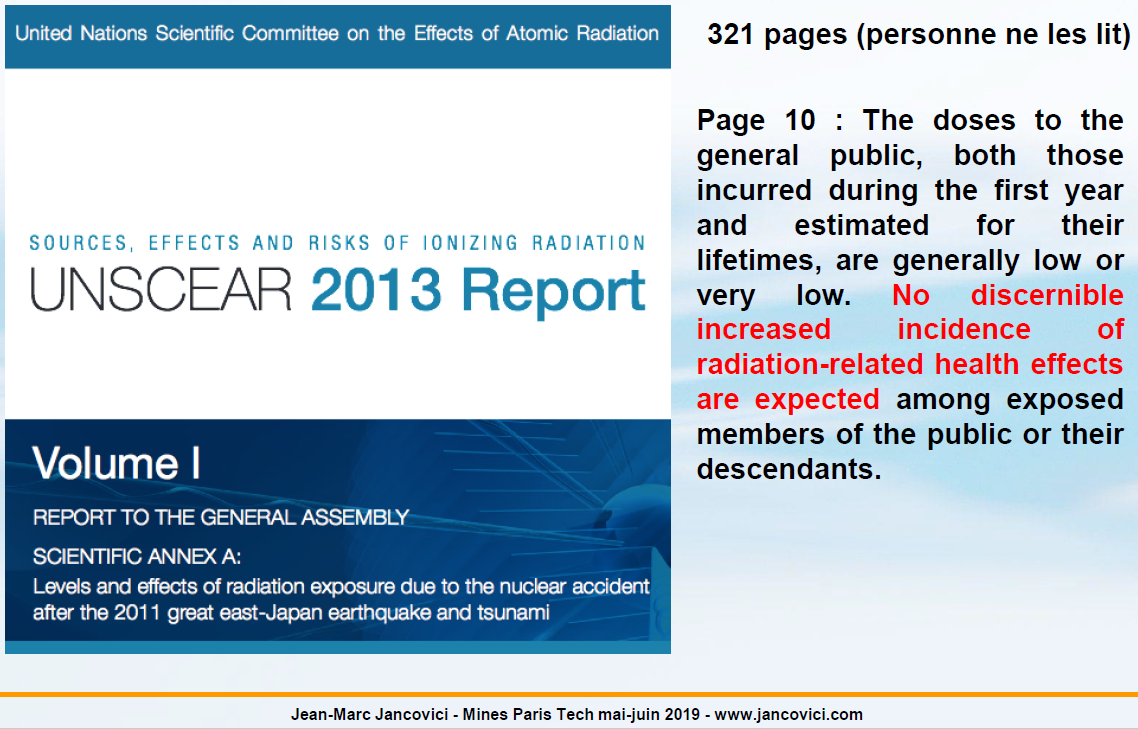 United Nations Scientific Committee on the Effects of Atomic Radiation
SOURCES, EFFECTS AND RISKS OF IONIZING RADIATION
UNSCEAR 2013 Report
Volume I
REPORT TO THE GENERAL ASSEMBLY
SCIENTIFIC ANNEX A:
Levels and effects of radiation exposure due to the nuclear accident
after the 2011 great east-Japan earthquake and tsunami
321 pages (personne ne les lit)
Page 10 : The doses to the
general public, both those
incurred during the first year
and estimated for their
lifetimes, are generally low or
very low. No discernible
increased incidence of
radiation-related health effects
are expected among exposed
members of the public or their
descendants.
Jean-Marc Jancovici - Mines Paris Tech mai-juin 2019 - www.jancovici.com